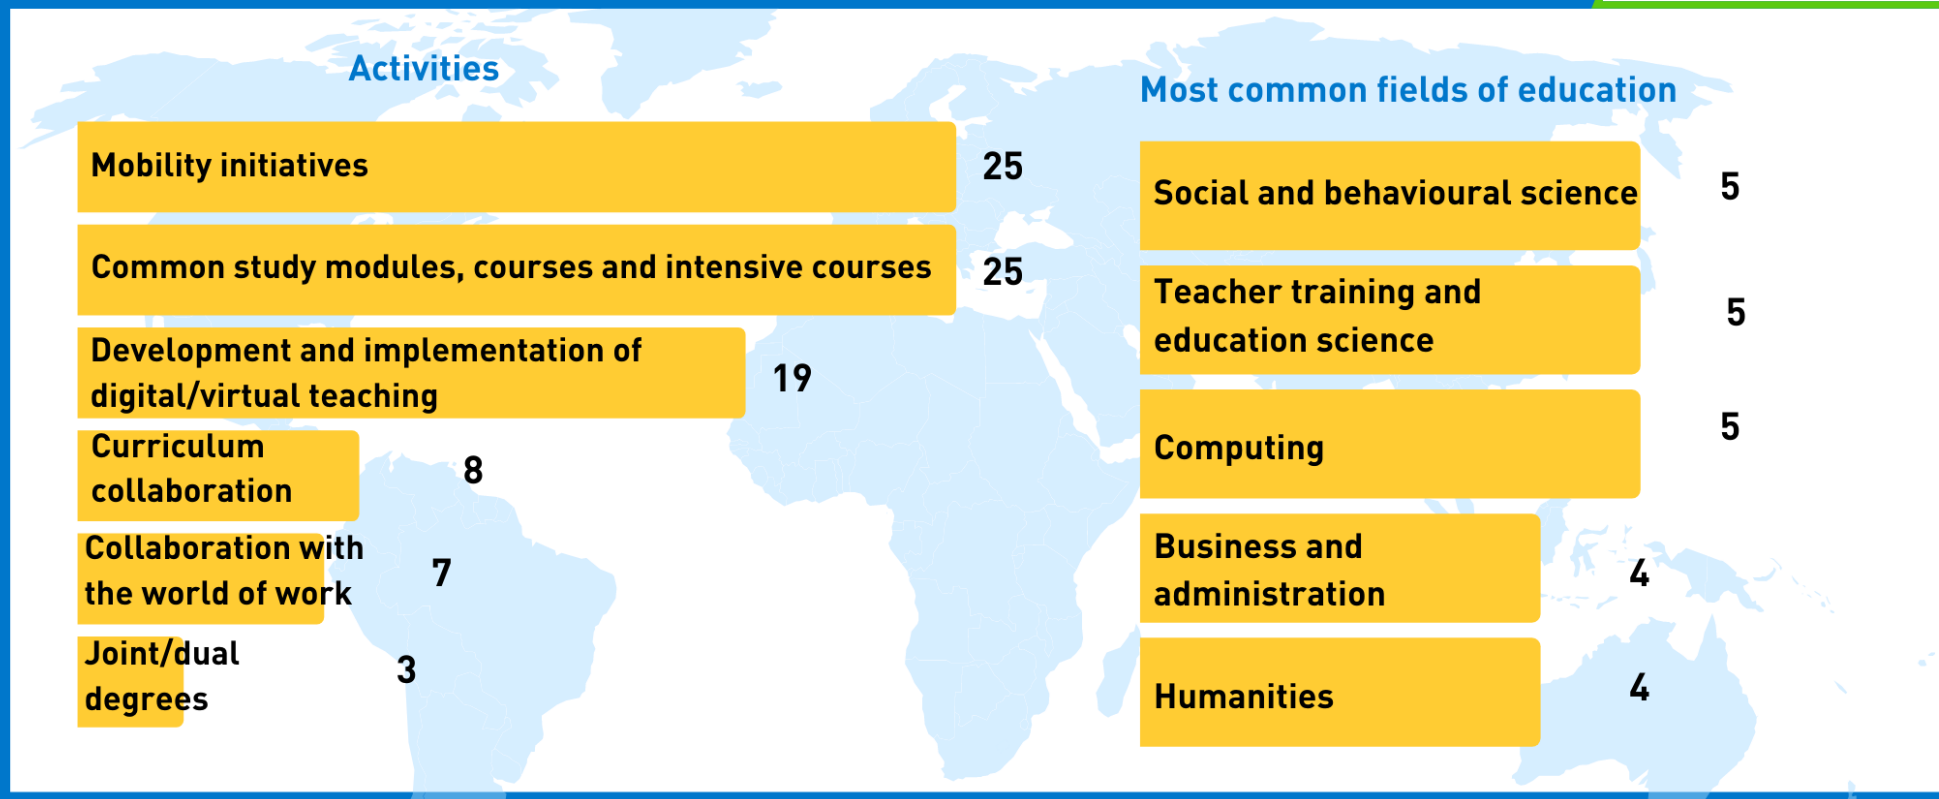 Activities
Mobility initiatives
25
Common study modules, courses and intensive courses
25
Development and implementation of
digital/virtual teaching
19
Curriculum
collaboration
8
Collaboration with
the world of work
7
Joint/dual
degrees
3
Most common fields of education
Social and behavioural science
5
Teacher training and
education science
5
Computing
5
Business and
administration
4
Humanities
4